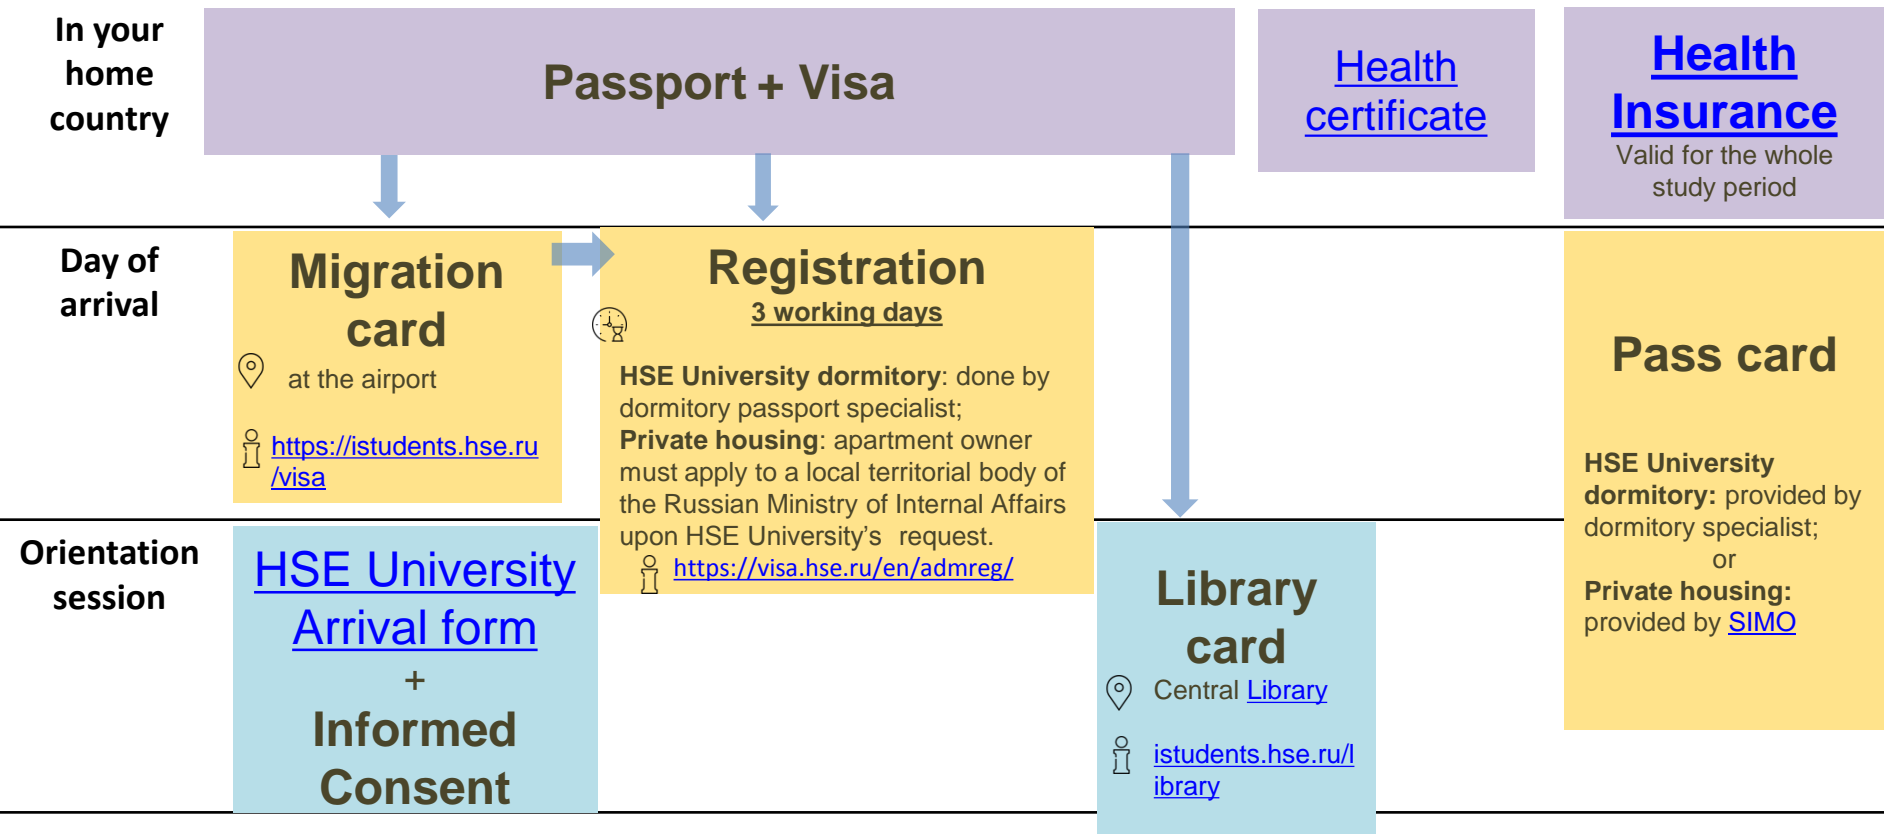 In your
home
country
Passport + Visa
Health
certificate
Health
Insurance
Valid for the whole
study period
Day of
arrival
Migration
card
at the airport
https://istudents.hse.ru
/visa
Registration
3 working days
HSE University dormitory: done by
dormitory passport specialist;
Private housing: apartment owner
must apply to a local territorial body of
the Russian Ministry of Internal Affairs
upon HSE University's request.
https://visa.hse.ru/en/admreg/
Pass card
HSE University
dormitory: provided by
dormitory specialist;
or
Private housing:
provided by SIMO
Orientation
session
HSE University
Arrival form
+
Informed
Consent
Library
card
Central Library
istudents.hse.ru/l
ibrary